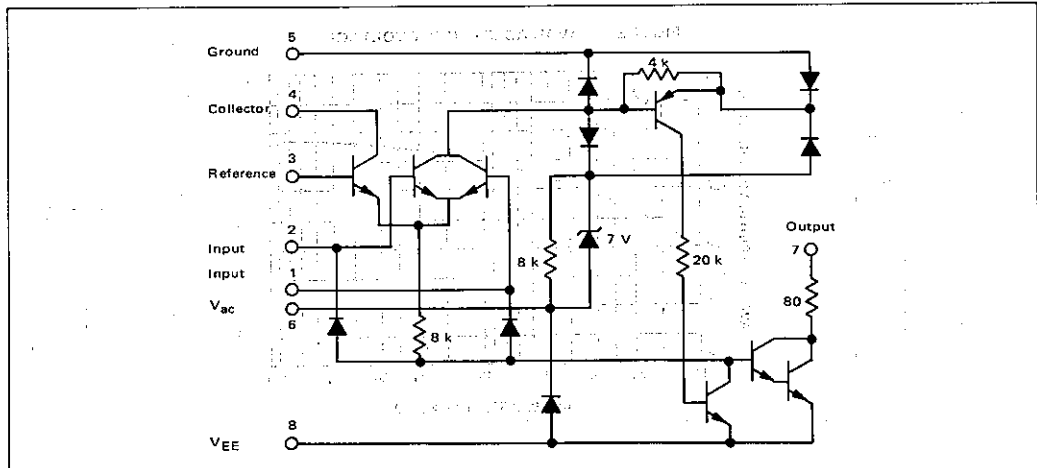 5
Ground
4 k
4
Collector
3
Reference
2
Input
Output
7 V
7
8 k
20 k
Input
1
80
Vac
6
8 k
8
VEE